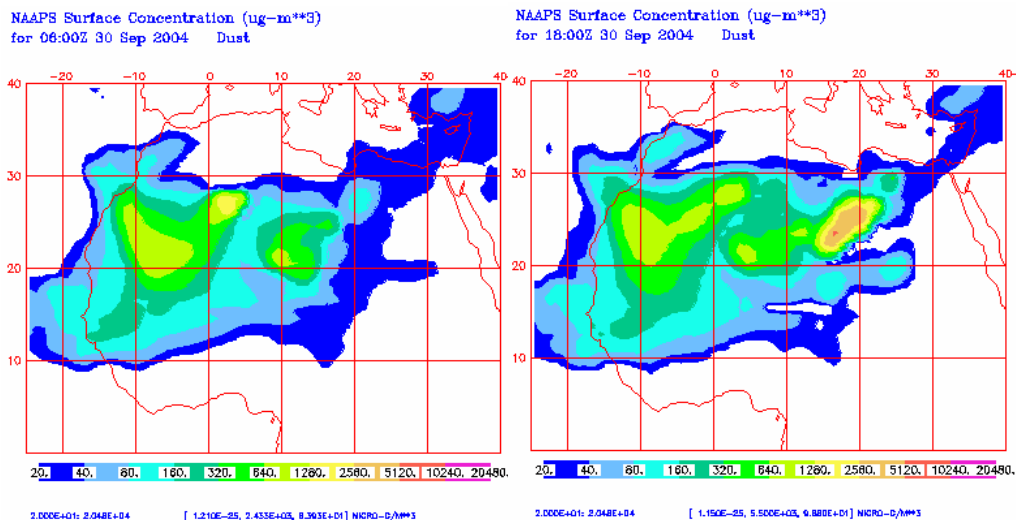 NAAPS Surface Concentration (ug-m**3)
for 06:00Z 30 Sep 2004 Dust
-20 -10 0 10 20 30 40
40
30
20
10
20. 40. 80. 160. 320. 640. 1280. 2560. 5120. 10240. 20480.
2.000E+01: 2.048E+04 [ 1.210E-25, 2.433E+03, 8.393E+01] MICRO-G/M**3
NAAPS Surface Concentration (ug-m**3)
for 18:00Z 30 Sep 2004 Dust
-20 -10 0 10 20 30 40
40
30
20
10
20. 40. 80. 160. 320. 640. 1280. 2560. 5120. 10240. 20480.
2.000E+01: 2.048E+04 [ 1.150E-25, 5.500E+03, 9.880E+01] MICRO-G/M**3